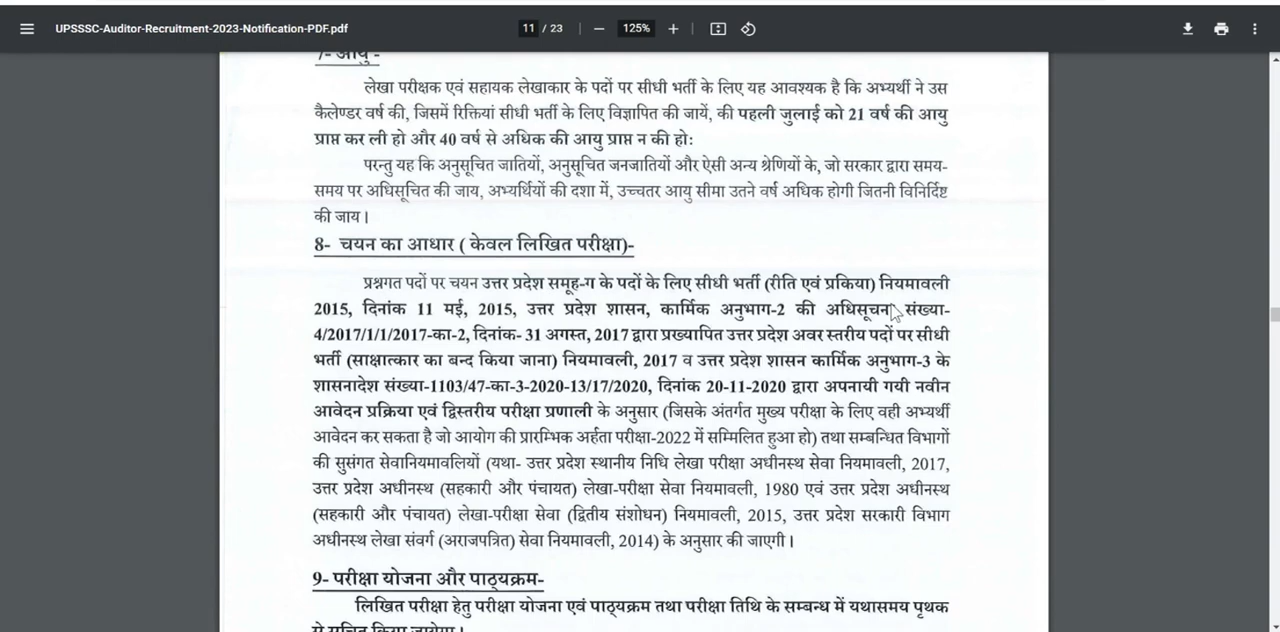 UPSSSC-Auditor-Recruitment-2023-Notification-PDF.pdf
11 / 23
125%
7- आयु -
लेखा परीक्षक एवं सहायक लेखाकार के पदों पर सीधी भर्ती के लिए यह आवश्यक है कि अभ्यर्थी ने उस
कैलेण्डर वर्ष की, जिसमें रिक्तियां सीधी भर्ती के लिए विज्ञापित की जायें, की पहली जुलाई को 21 वर्ष की आयु
प्राप्त कर ली हो और 40 वर्ष से अधिक की आयु प्राप्त न की हो:
परन्तु यह कि अनुसूचित जातियों, अनुसूचित जनजातियों और ऐसी अन्य श्रेणियों के, जो सरकार द्वारा समय-
समय पर अधिसूचित की जाय, अभ्यर्थियों की दशा में, उच्चतर आयु सीमा उतने वर्ष अधिक होगी जितनी विनिर्दिष्ट
की जाय।
8- चयन का आधार ( केवल लिखित परीक्षा)-
प्रश्नगत पदों पर चयन उत्तर प्रदेश समूह-ग के पदों के लिए सीधी भर्ती (रीति एवं प्रकिया) नियमावली
2015, दिनांक 11 मई, 2015, उत्तर प्रदेश शासन, कार्मिक अनुभाग-2 की अधिसूचना संख्या-
4/2017/1/1/2017-का-2, दिनांक- 31 अगस्त, 2017 द्वारा प्रख्यापित उत्तर प्रदेश अवर स्तरीय पदों पर सीधी
भर्ती (साक्षात्कार का बन्द किया जाना) नियमावली, 2017 व उत्तर प्रदेश शासन कार्मिक अनुभाग-3 के
शासनादेश संख्या-1103/47-का-3-2020-13/17/2020, दिनांक 20-11-2020 द्वारा अपनायी गयी नवीन
आवेदन प्रक्रिया एवं द्विस्तरीय परीक्षा प्रणाली के अनुसार (जिसके अंतर्गत मुख्य परीक्षा के लिए वही अभ्यर्थी
आवेदन कर सकता है जो आयोग की प्रारम्भिक अर्हता परीक्षा-2022 में सम्मिलित हुआ हो) तथा सम्बन्धित विभागों
की सुसंगत सेवानियमावलियों (यथा- उत्तर प्रदेश स्थानीय निधि लेखा परीक्षा अधीनस्थ सेवा नियमावली, 2017,
उत्तर प्रदेश अधीनस्थ (सहकारी और पंचायत) लेखा-परीक्षा सेवा नियमावली, 1980 एवं उत्तर प्रदेश अधीनस्थ
(सहकारी और पंचायत) लेखा-परीक्षा सेवा (द्वितीय संशोधन) नियमावली, 2015, उत्तर प्रदेश सरकारी विभाग
अधीनस्थ लेखा संवर्ग (अराजपत्रित) सेवा नियमावली, 2014) के अनुसार की जाएगी।
9- परीक्षा योजना और पाठ्यक्रम-
लिखित परीक्षा हेतु परीक्षा योजना एवं पाठ्यक्रम तथा परीक्षा तिथि के सम्बन्ध में यथासमय पृथक
से सूचित किया जायेगा।